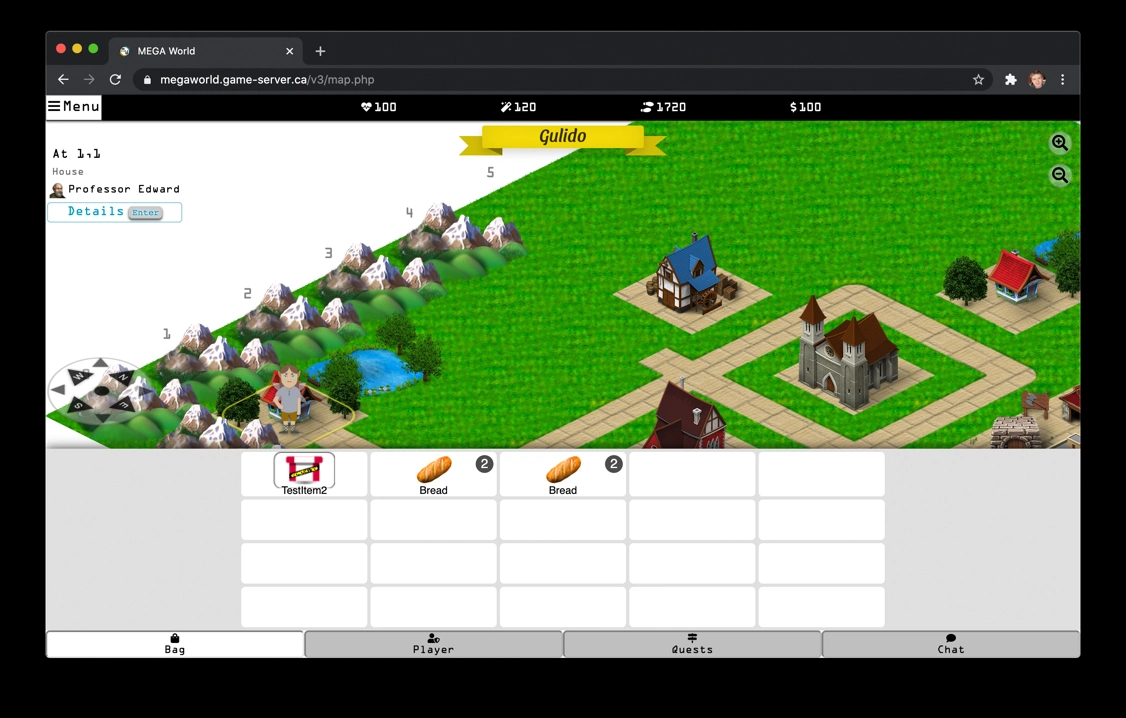 MEGA World
megaworld.game-server.ca/v3/map.php
Menu
100
120
1720
$100
Gulido
At 1,1
House
Professor Edward
Details Enter
5
4
3
2
1
W N
S E
TestItem2
Bread 2
Bread 2
Bag
Player
Quests
Chat